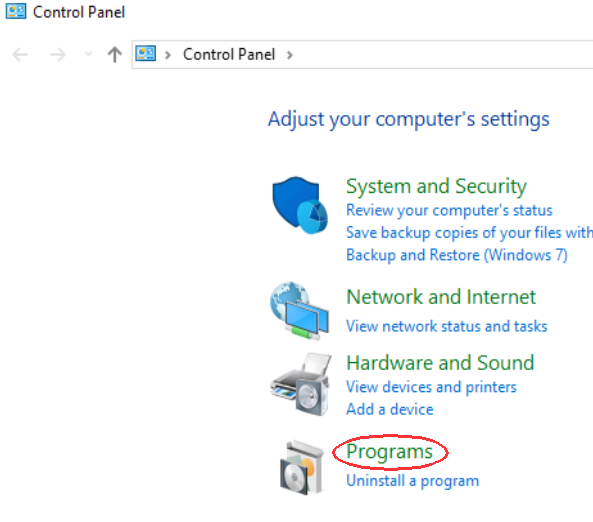 Control Panel
Control Panel
Adjust your computer's settings
System and Security
Review your computer's status
Save backup copies of your files with
Backup and Restore (Windows 7)
Network and Internet
View network status and tasks
Hardware and Sound
View devices and printers
Add a device
Programs
Uninstall a program